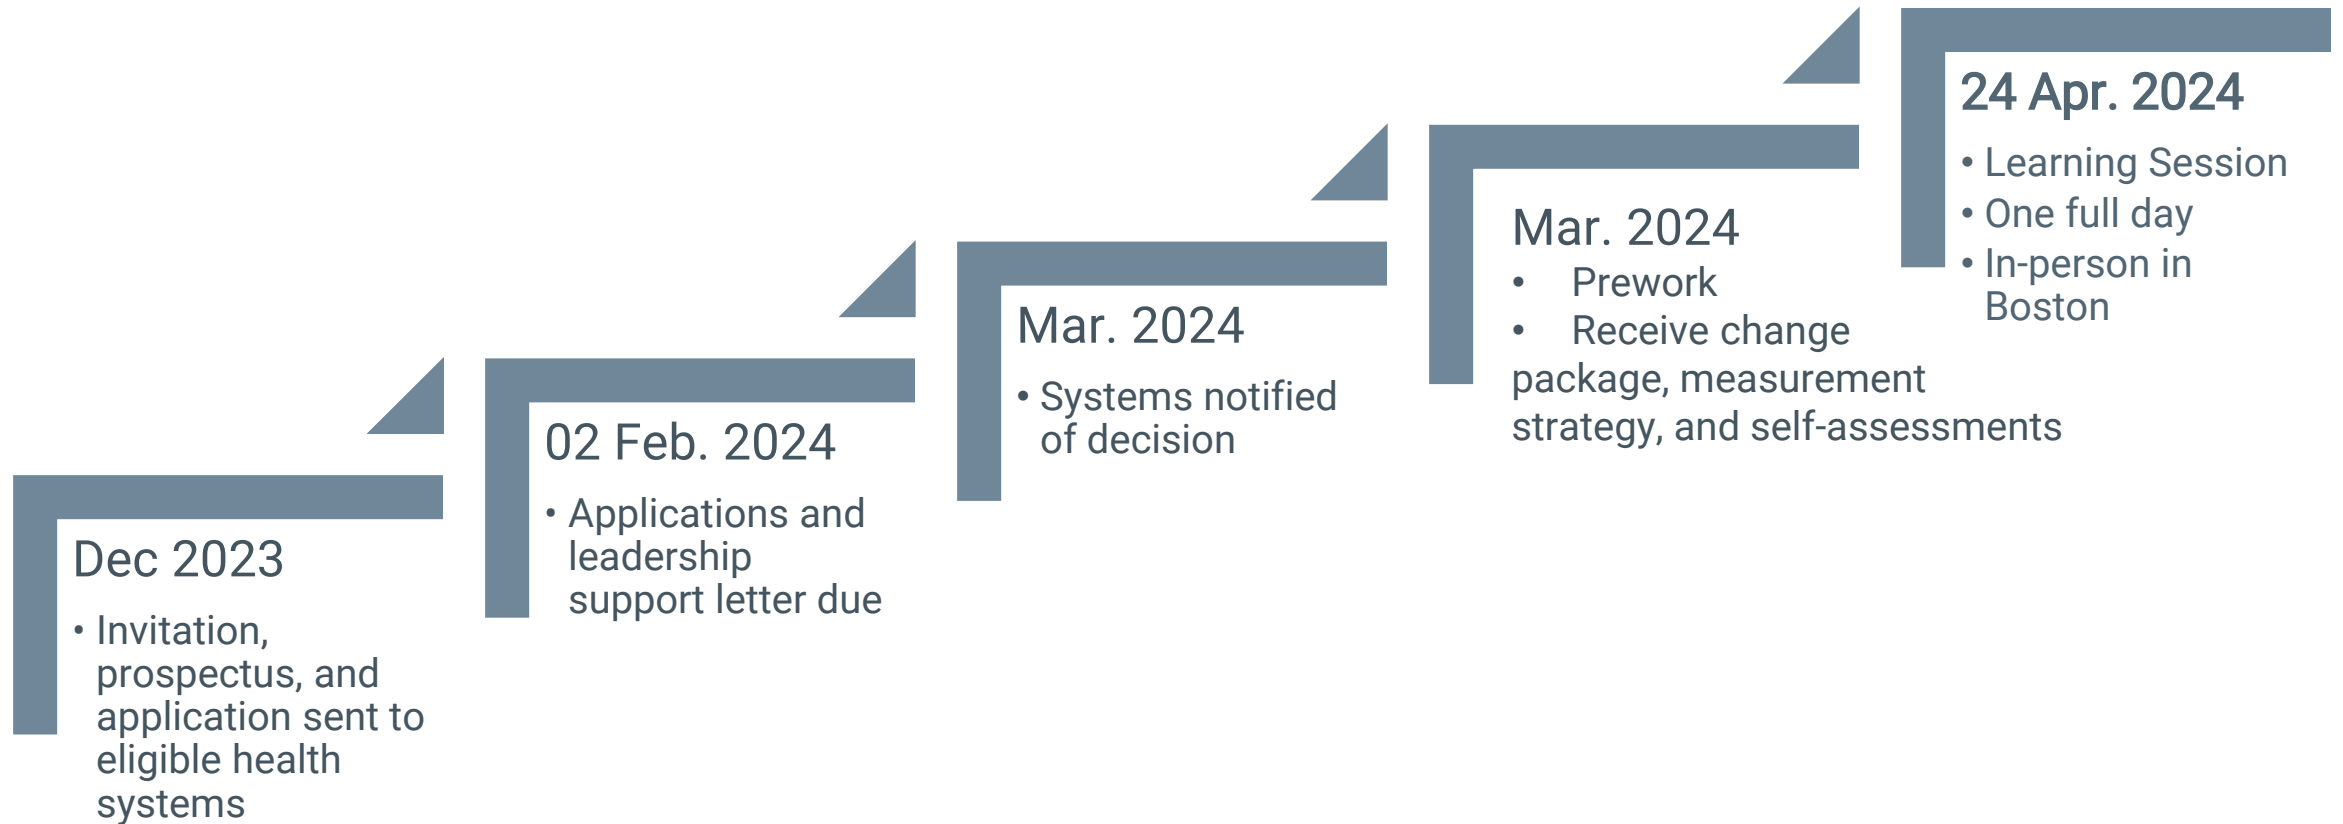 Dec 2023
• Invitation,
prospectus, and
application sent to
eligible health
systems
02 Feb. 2024
• Applications and
leadership
support letter due
Mar. 2024
• Systems notified
of decision
Mar. 2024
• Prework
• Receive change
package, measurement
strategy, and self-assessments
24 Apr. 2024
• Learning Session
• One full day
• In-person in
Boston